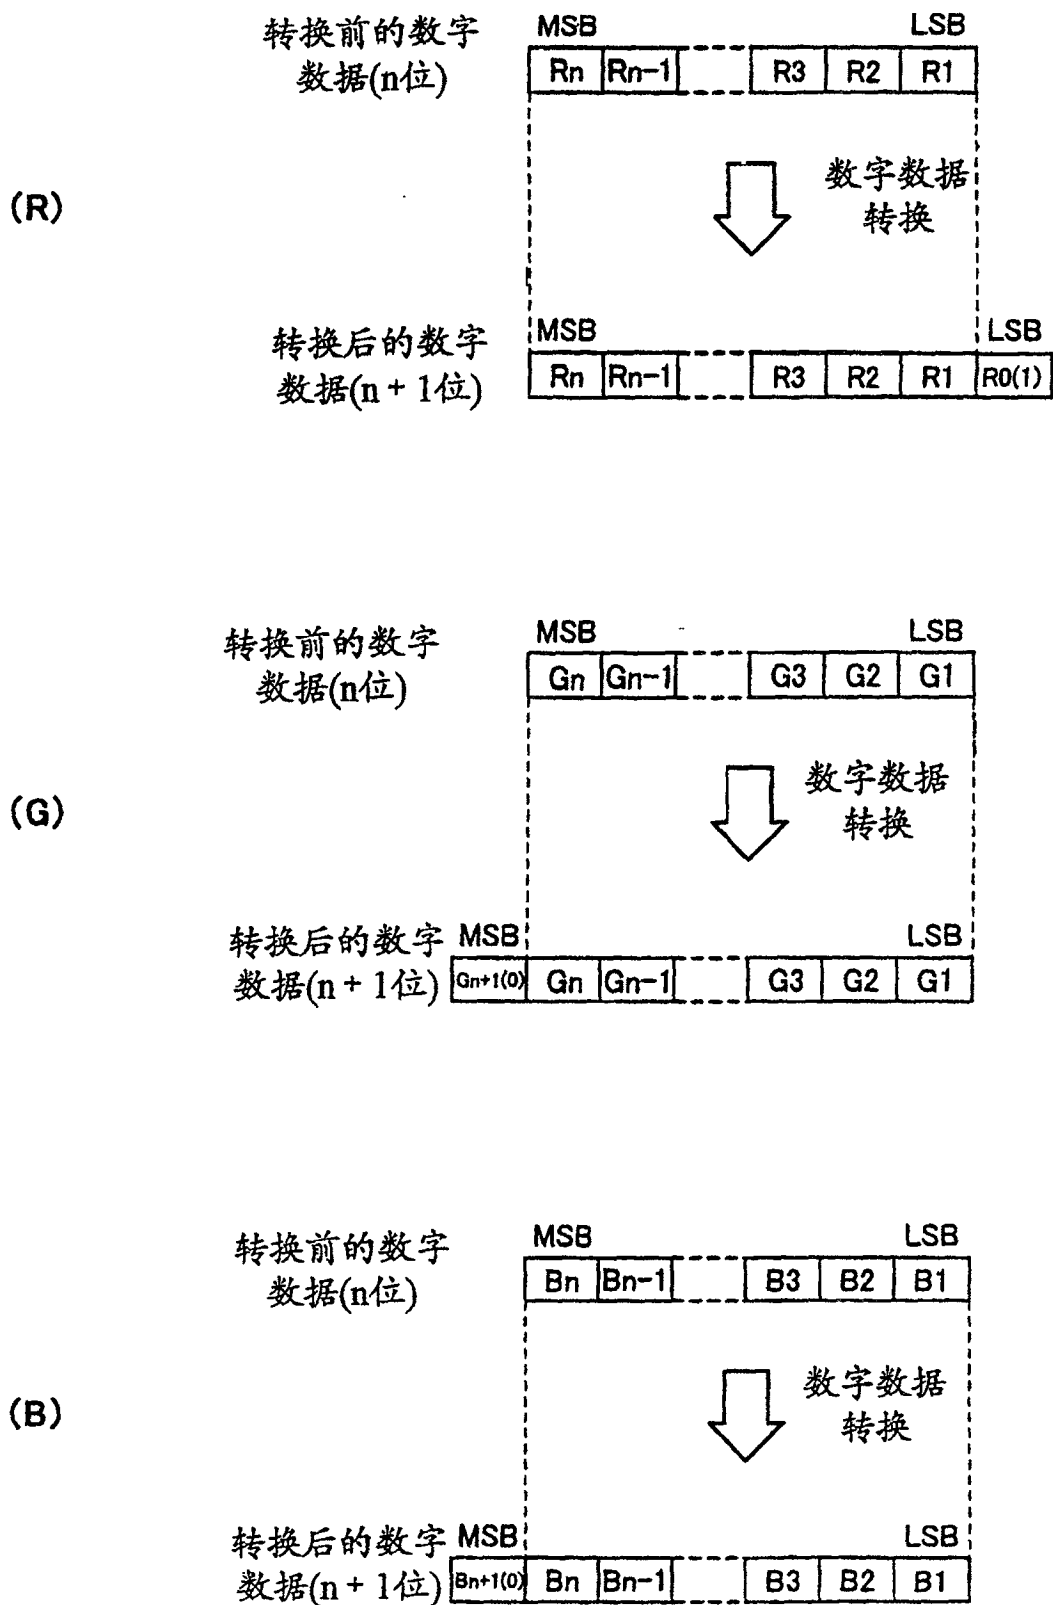 转换前的数字
数据(n位)
MSB LSB
Rn Rn-1 R3 R2 R1
(R)
数字数据
转换
转换后的数字
数据(n + 1位)
MSB LSB
Rn Rn-1 R3 R2 R1 R0(1)
转换前的数字
数据(n位)
MSB LSB
Gn Gn-1 G3 G2 G1
(G)
数字数据
转换
转换后的数字
数据(n + 1位)
MSB LSB
Gn+1(0) Gn Gn-1 G3 G2 G1
转换前的数字
数据(n位)
MSB LSB
Bn Bn-1 B3 B2 B1
(B)
数字数据
转换
转换后的数字
数据(n + 1位)
MSB LSB
Bn+1(0) Bn Bn-1 B3 B2 B1